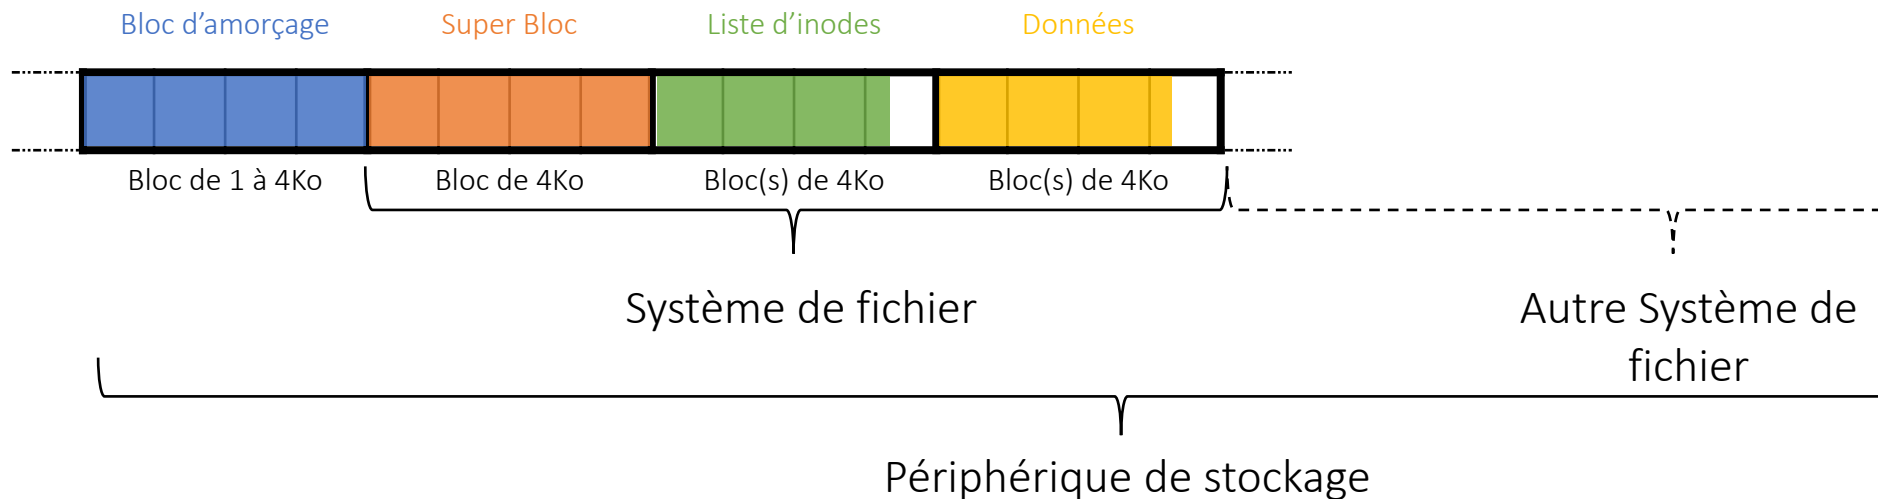 Bloc d’amorçage
Super Bloc
Liste d’inodes
Données
Bloc de 1 à 4Ko
Bloc de 4Ko
Bloc(s) de 4Ko
Bloc(s) de 4Ko
Système de fichier
Autre Système de
fichier
Périphérique de stockage